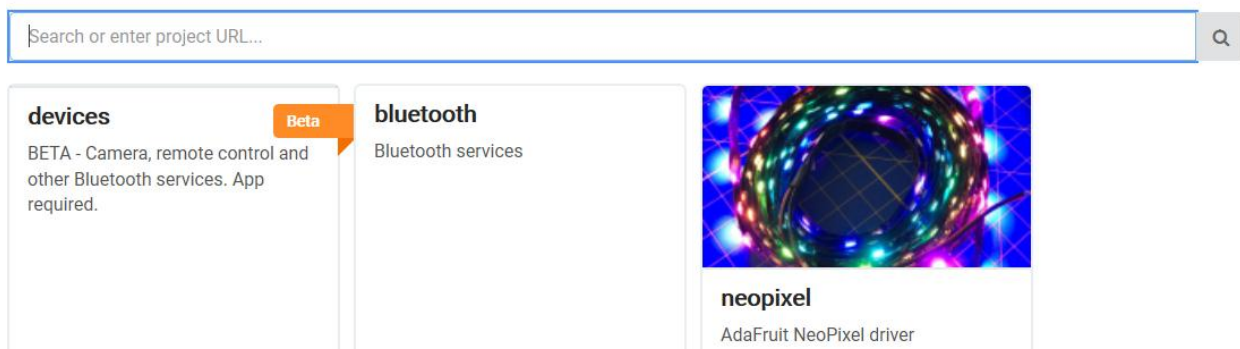 Search or enter project URL...
devices
Beta
BETA - Camera, remote control and
other Bluetooth services. App
required.
bluetooth
Bluetooth services
neopixel
AdaFruit NeoPixel driver